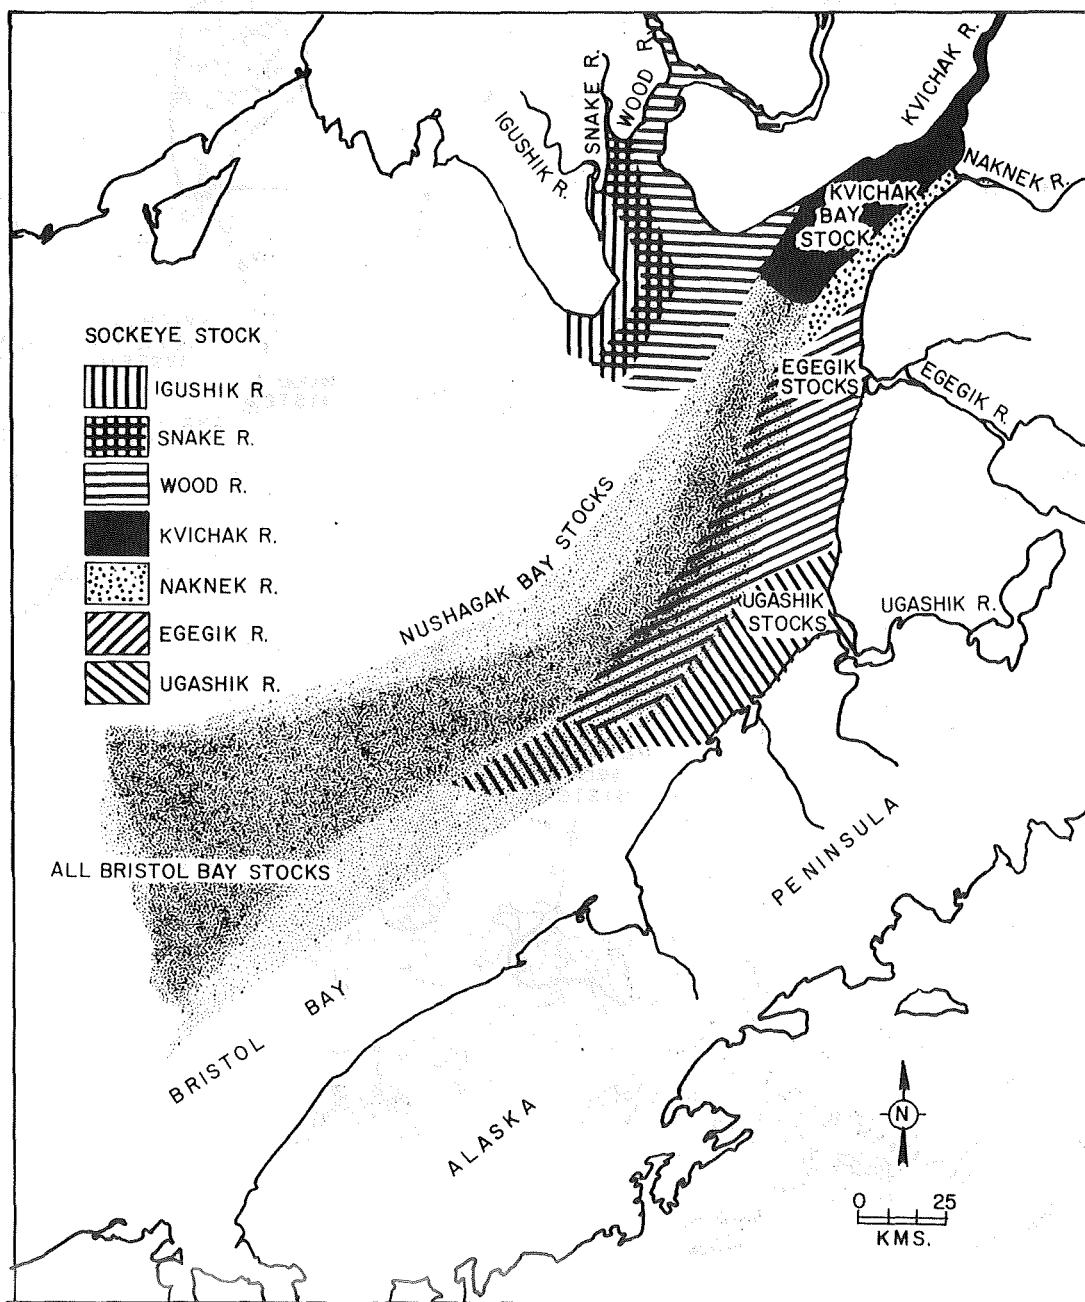 KVICHAK R.
WOOD R.
SNAKE R.
IGUSHIK R.
NAKNEK R.
KVICHAK
BAY
STOCK
SOCKEYE STOCK
IGUSHIK R.
SNAKE R.
WOOD R.
KVICHAK R.
NAKNEK R.
EGEGIK R.
UGASHIK R.
EGEGIK
STOCKS
EGEGIK R.
NUSHAGAK BAY STOCKS
UGASHIK
STOCKS
UGASHIK R.
ALL BRISTOL BAY STOCKS
BRISTOL BAY
ALASKA PENINSULA
N
0 25
KMS.